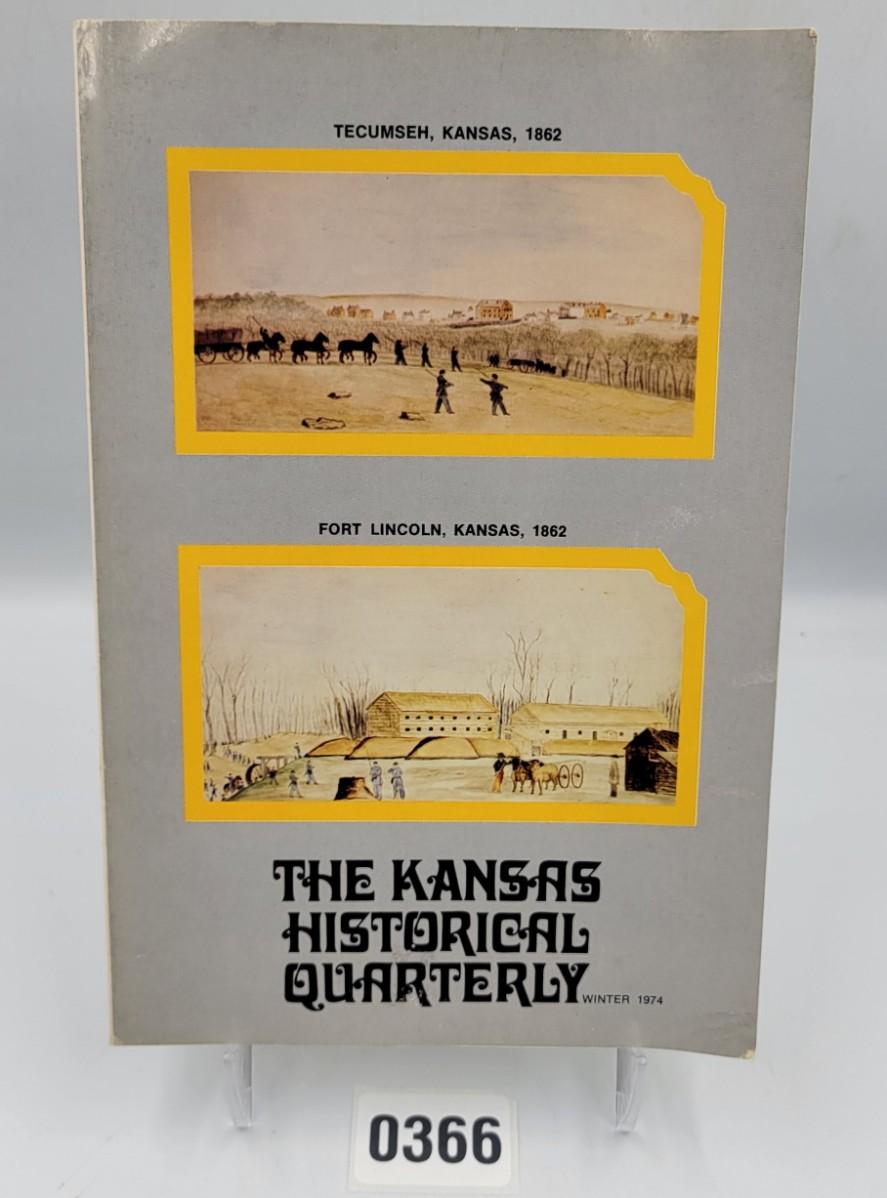 TECUMSEH, KANSAS, 1862
FORT LINCOLN, KANSAS, 1862
THE KANSAS
HISTORICAL
QUARTERLY WINTER 1974
0366